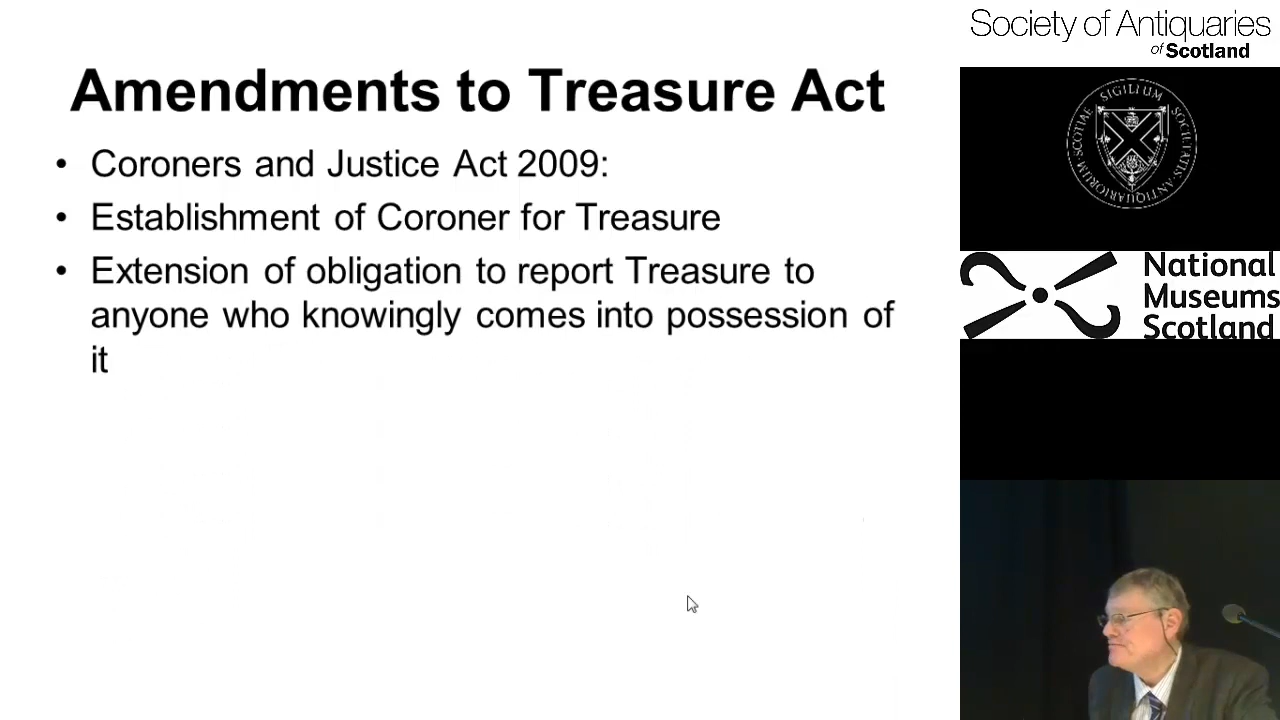 Amendments to Treasure Act
• Coroners and Justice Act 2009:
• Establishment of Coroner for Treasure
• Extension of obligation to report Treasure to
anyone who knowingly comes into possession of
it
Society of Antiquaries
of Scotland
SIGILLUM SOCIETATIS ANTIQUARIORUM SCOTIAE
National
Museums
Scotland